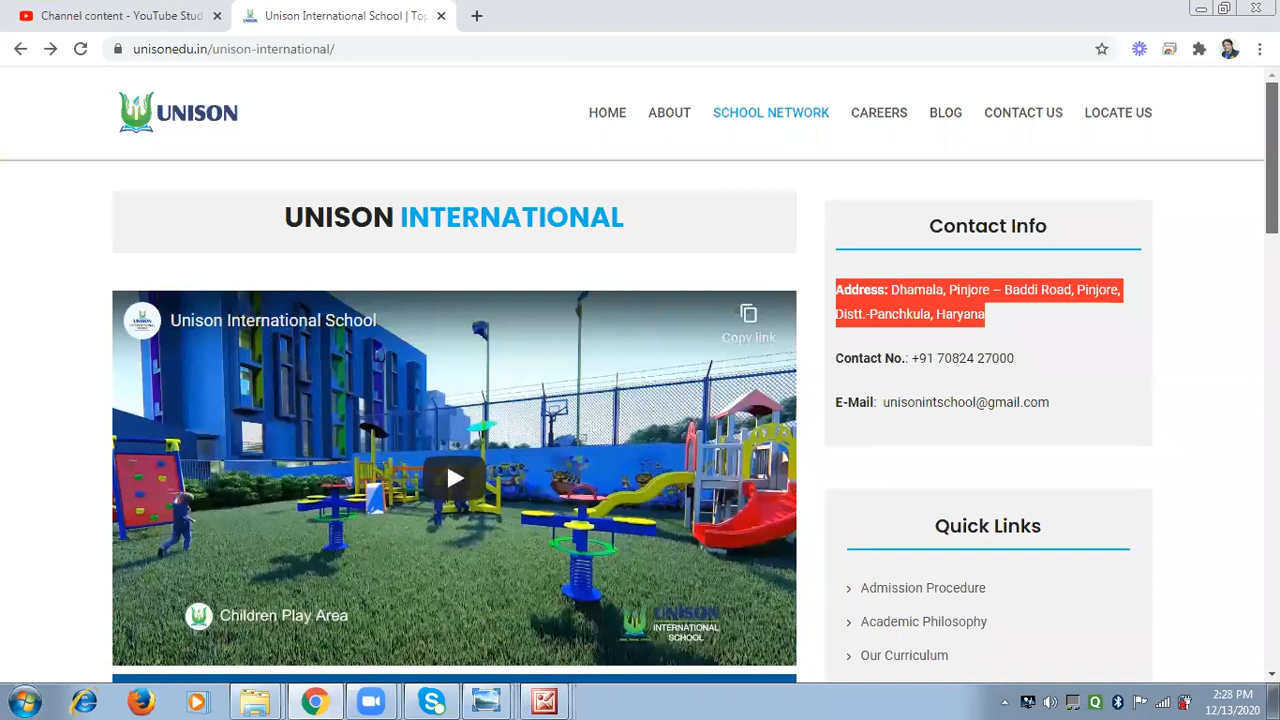 Channel content - YouTube Stud
Unison International School | Top
unisonedu.in/unison-international/
UNISON
HOME ABOUT SCHOOL NETWORK CAREERS BLOG CONTACT US LOCATE US
UNISON INTERNATIONAL
Contact Info
Address: Dhamala, Pinjore – Baddi Road, Pinjore,
Distt.-Panchkula, Haryana
Contact No.: +91 70824 27000
E-Mail: unisonintschool@gmail.com
Unison International School
Copy link
Children Play Area
UNISON
INTERNATIONAL
SCHOOL
Quick Links
Admission Procedure
Academic Philosophy
Our Curriculum
2:28 PM
12/13/2020